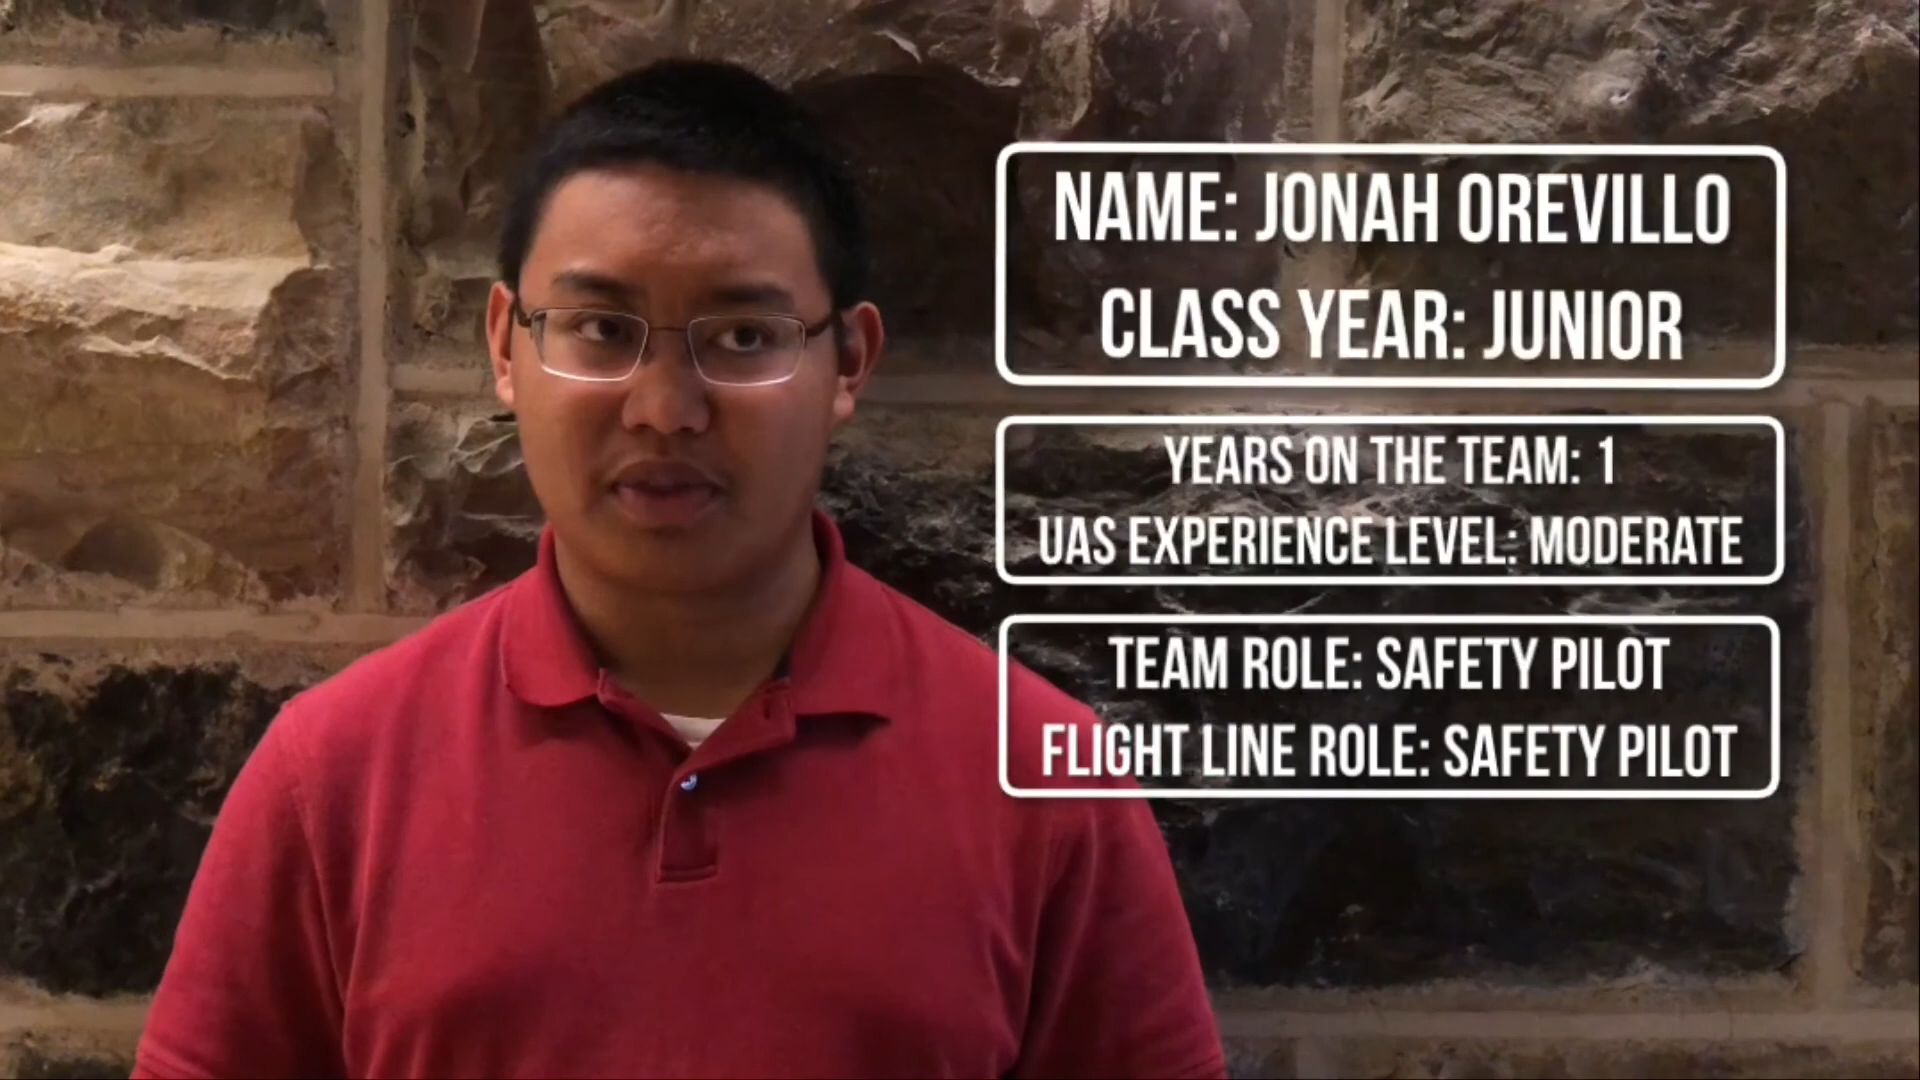 NAME: JONAH OREVILLO
CLASS YEAR: JUNIOR
YEARS ON THE TEAM: 1
UAS EXPERIENCE LEVEL: MODERATE
TEAM ROLE: SAFETY PILOT
FLIGHT LINE ROLE: SAFETY PILOT